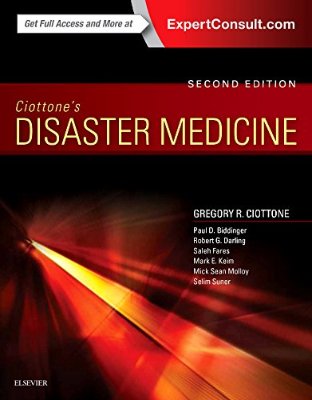 Get Full Access and More at
ExpertConsult.com
SECOND EDITION
Ciottone's
DISASTER MEDICINE
GREGORY R. CIOTTONE
Paul D. Biddinger
Robert G. Darling
Saleh Fares
Mark E. Keim
Mick Sean Molloy
Selim Suner
ELSEVIER